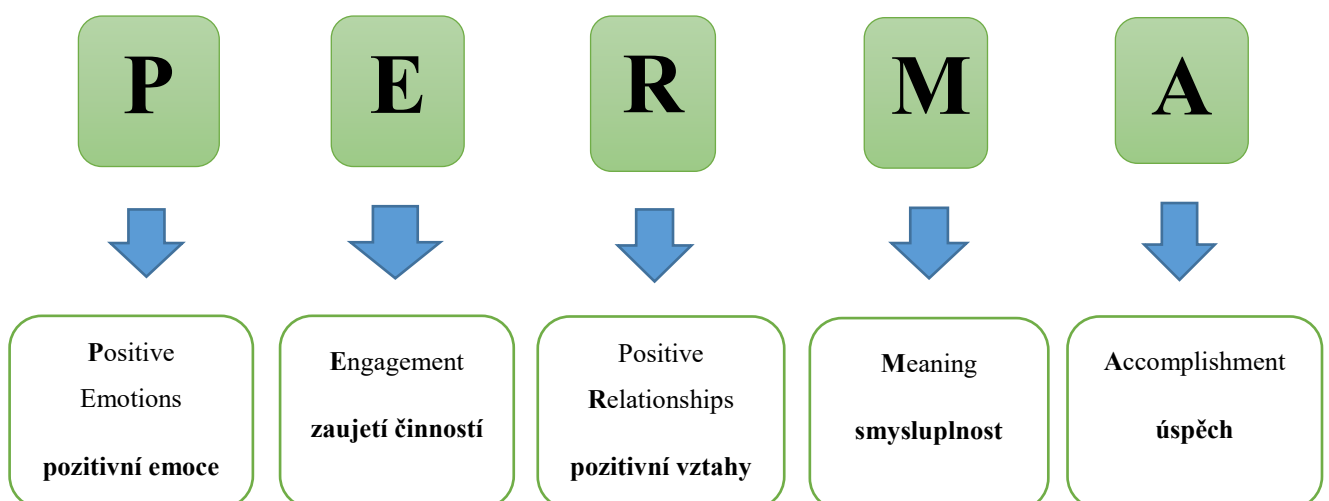 P
E
R
M
A
Positive
Emotions
pozitivní emoce
Engagement
zaujetí činností
Positive
Relationships
pozitivní vztahy
Meaning
smysluplnost
Accomplishment
úspěch